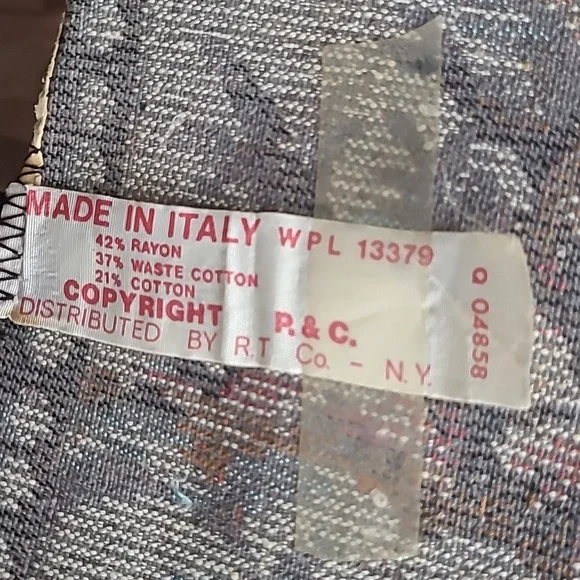 MADE IN ITALY WPL 13379
42% RAYON
37% WASTE COTTON
21% COTTON
COPYRIGHT P. & C.
DISTRIBUTED BY R.T. Co. - N.Y.
Q 04858